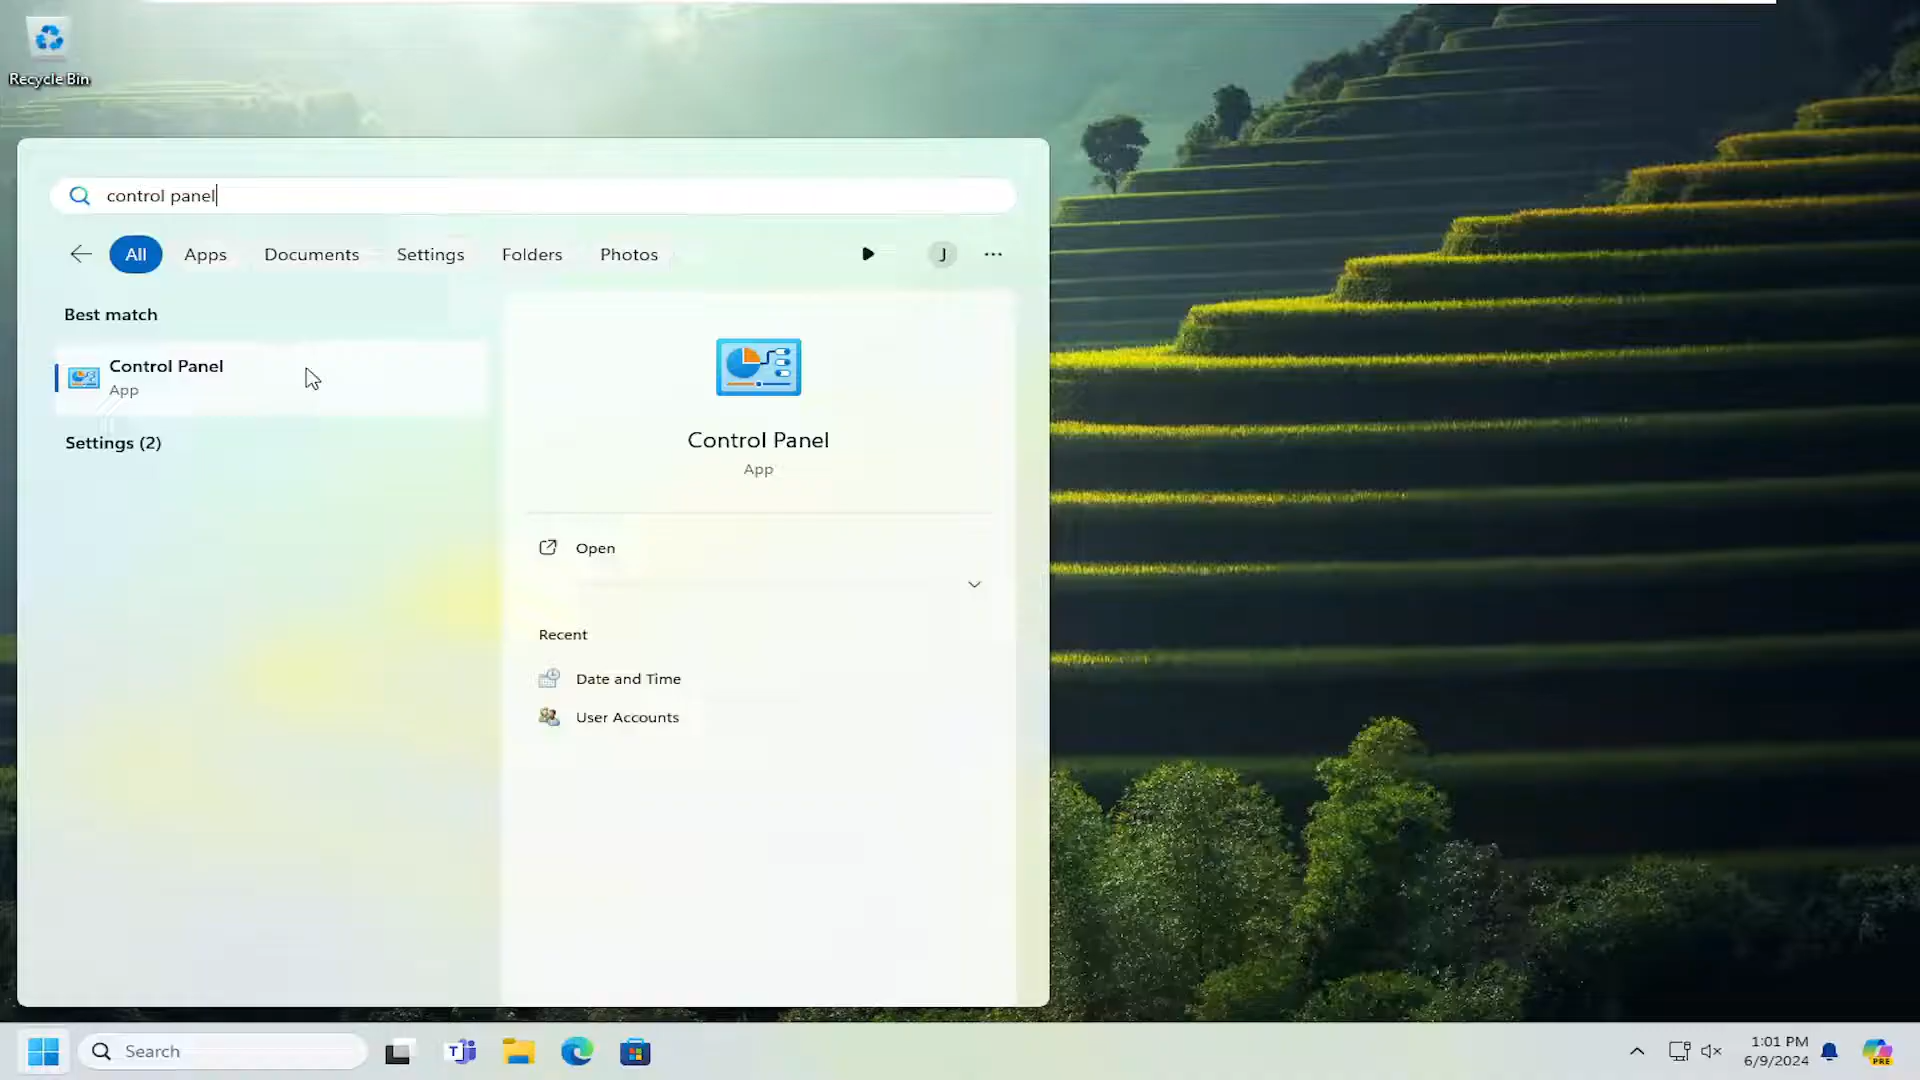 Recycle Bin
control panel
All Apps Documents Settings Folders Photos J
Best match
Control Panel
App
Settings (2)
Control Panel
App
Open
Recent
Date and Time
User Accounts
Search
T
1:01 PM
6/9/2024
PRE